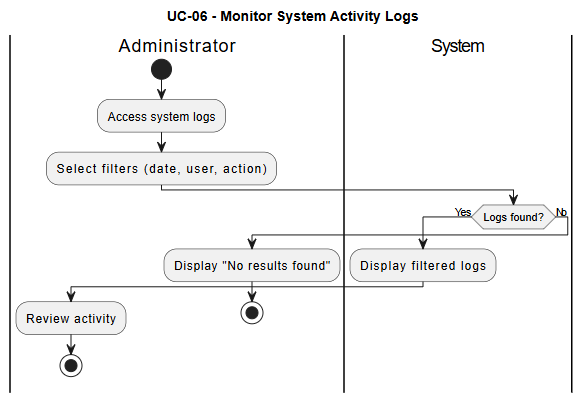 UC-06 - Monitor System Activity Logs
Administrator
System
Access system logs
Select filters (date, user, action)
Logs found?
Yes
No
Display "No results found"
Display filtered logs
Review activity